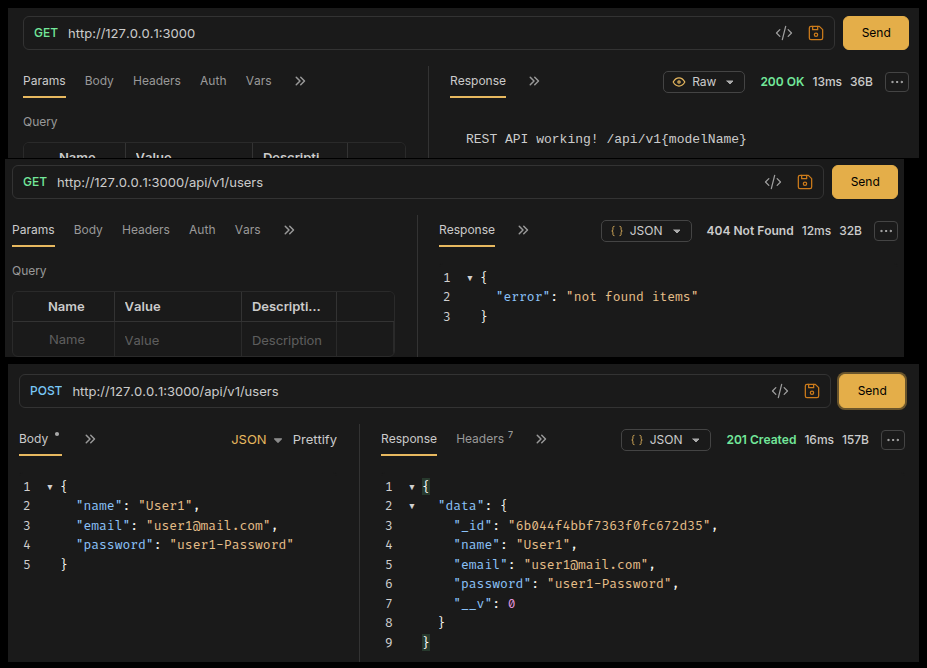 GET http://127.0.0.1:3000 </> Send
Params Body Headers Auth Vars »
Response » Raw 200 OK 13ms 36B ...
Query
Name Value Descripti
REST API working! /api/v1{modelName}
GET http://127.0.0.1:3000/api/v1/users </> Send
Params Body Headers Auth Vars »
Response » { } JSON 404 Not Found 12ms 32B ...
Query
Name Value Descripti...
Name Value Description
1 {
2 "error": "not found items"
3 }
POST http://127.0.0.1:3000/api/v1/users </> Send
Body » JSON Prettify
1 {
2 "name": "User1",
3 "email": "user1@mail.com",
4 "password": "user1-Password"
5 }
Response Headers 7 » { } JSON 201 Created 16ms 157B ...
1 {
2 "data": {
3 "_id": "6b044f4bbf7363f0fc672d35",
4 "name": "User1",
5 "email": "user1@mail.com",
6 "password": "user1-Password",
7 "__v": 0
8 }
9 }